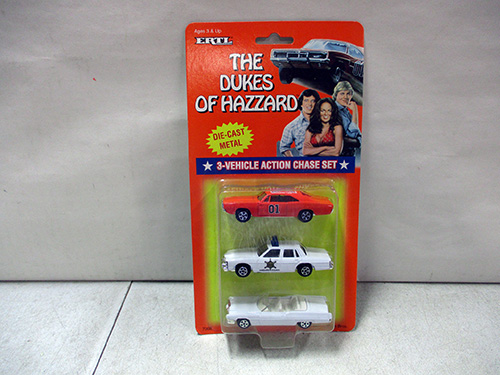 Ages 3 & Up
ERTL
THE
DUKES
OF HAZZARD
DIE-CAST
METAL
3-VEHICLE ACTION CHASE SET
01